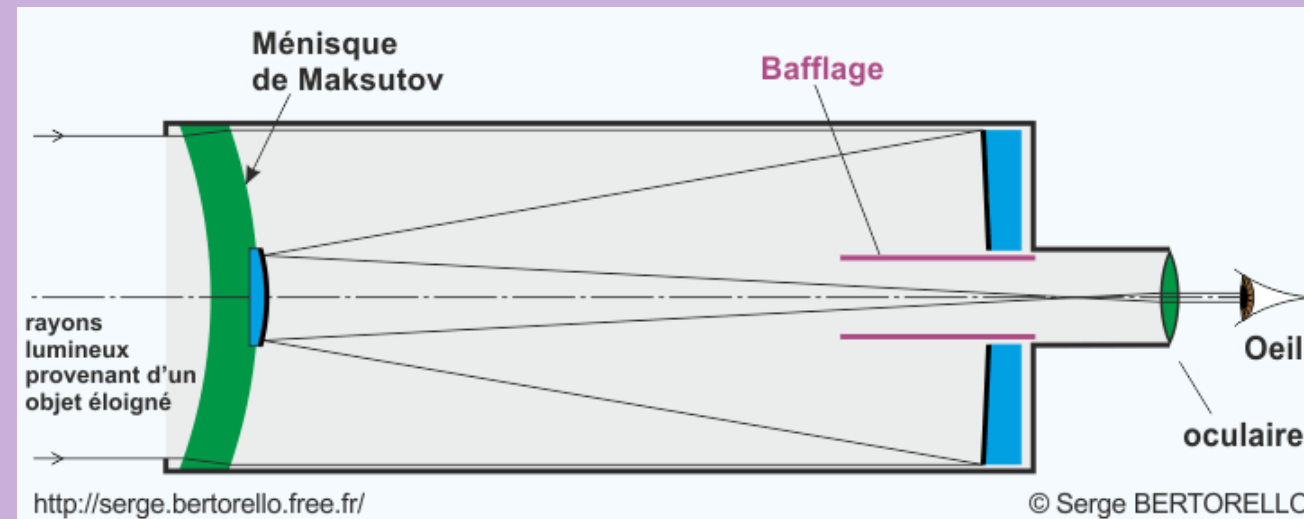 Ménisque
de Maksutov
Bafflage
rayons
lumineux
provenant d'un
objet éloigné
Oeil
oculaire
http://serge.bertorello.free.fr/
© Serge BERTORELLO